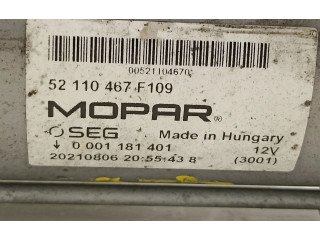 00521104670
52 110 467 F109
MOPAR®
SEG Made in Hungary
↓ 0 001 181 401 12V
20210806 20:55:43 8 (3001)